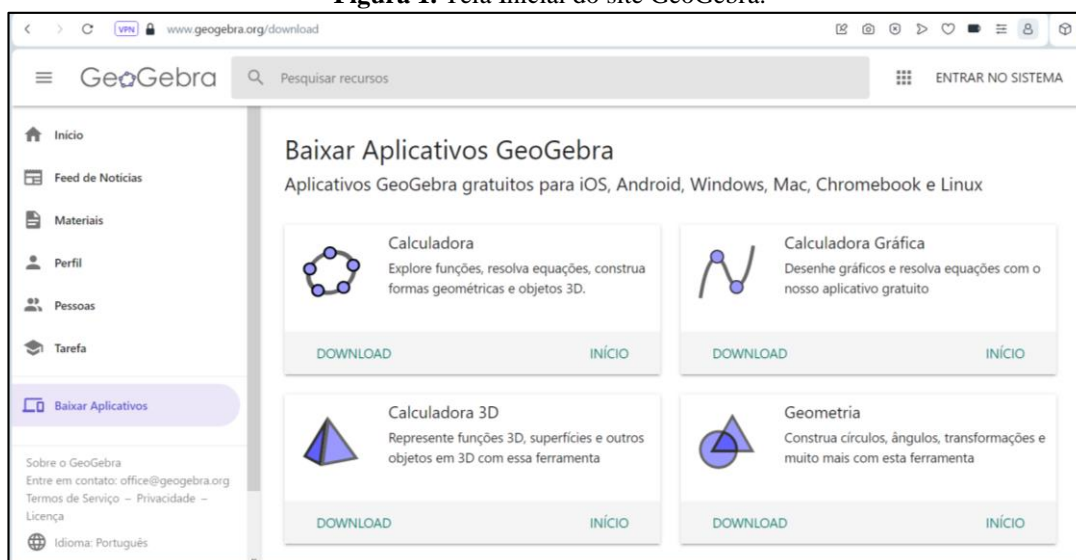 Figura 1. Tela Inicial do site GeoGebra.
VPN www.geogebra.org/download
GeoGebra
Pesquisar recursos
ENTRAR NO SISTEMA
Início
Feed de Notícias
Materiais
Perfil
Pessoas
Tarefa
Baixar Aplicativos
Sobre o GeoGebra
Entre em contato: office@geogebra.org
Termos de Serviço – Privacidade –
Licença
Idioma: Português
Baixar Aplicativos GeoGebra
Aplicativos GeoGebra gratuitos para iOS, Android, Windows, Mac, Chromebook e Linux
Calculadora
Explore funções, resolva equações, construa
formas geométricas e objetos 3D.
DOWNLOAD INÍCIO
Calculadora Gráfica
Desenhe gráficos e resolva equações com o
nosso aplicativo gratuito
DOWNLOAD INÍCIO
Calculadora 3D
Represente funções 3D, superfícies e outros
objetos em 3D com essa ferramenta
DOWNLOAD INÍCIO
Geometria
Construa círculos, ângulos, transformações e
muito mais com esta ferramenta
DOWNLOAD INÍCIO